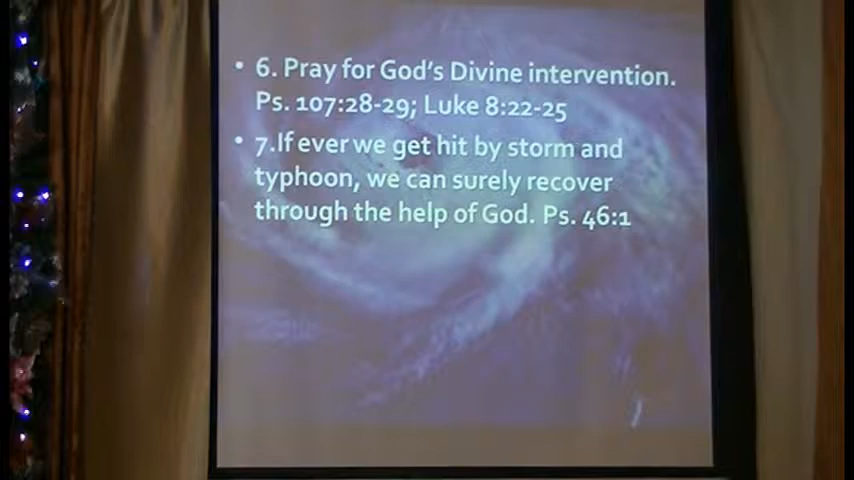 • 6. Pray for God's Divine intervention.
Ps. 107:28-29; Luke 8:22-25
• 7.If ever we get hit by storm and
typhoon, we can surely recover
through the help of God. Ps. 46:1